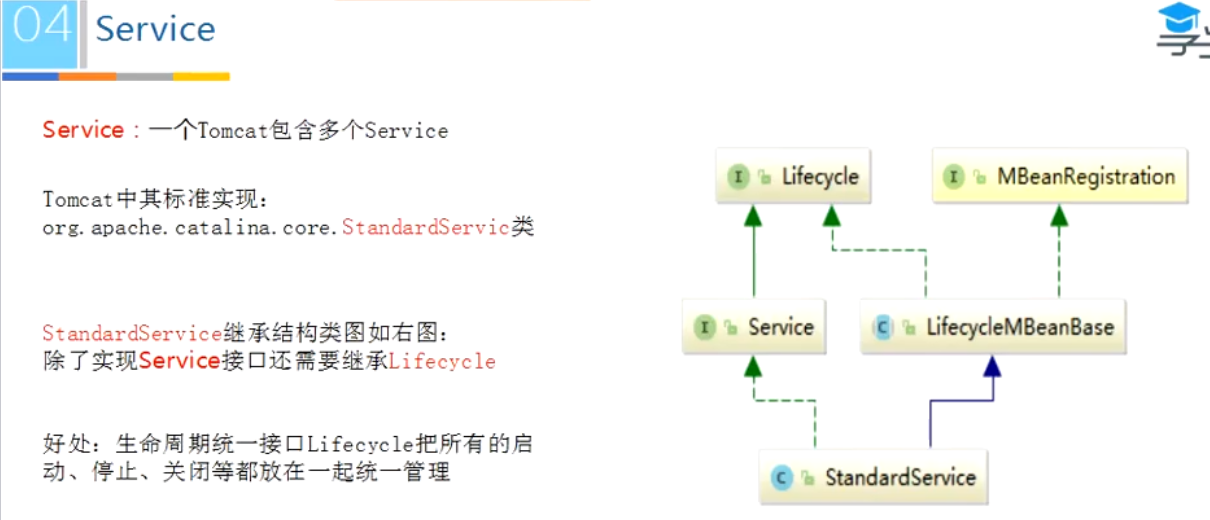 04 Service
Service：一个Tomcat包含多个Service
Tomcat中其标准实现：
org.apache.catalina.core.StandardServic类
StandardService继承结构类图如右图：
除了实现Service接口还需要继承Lifecycle
好处：生命周期统一接口Lifecycle把所有的启
动、停止、关闭等都放在一起统一管理
I Lifecycle
I MBeanRegistration
I Service
C LifecycleMBeanBase
C StandardService